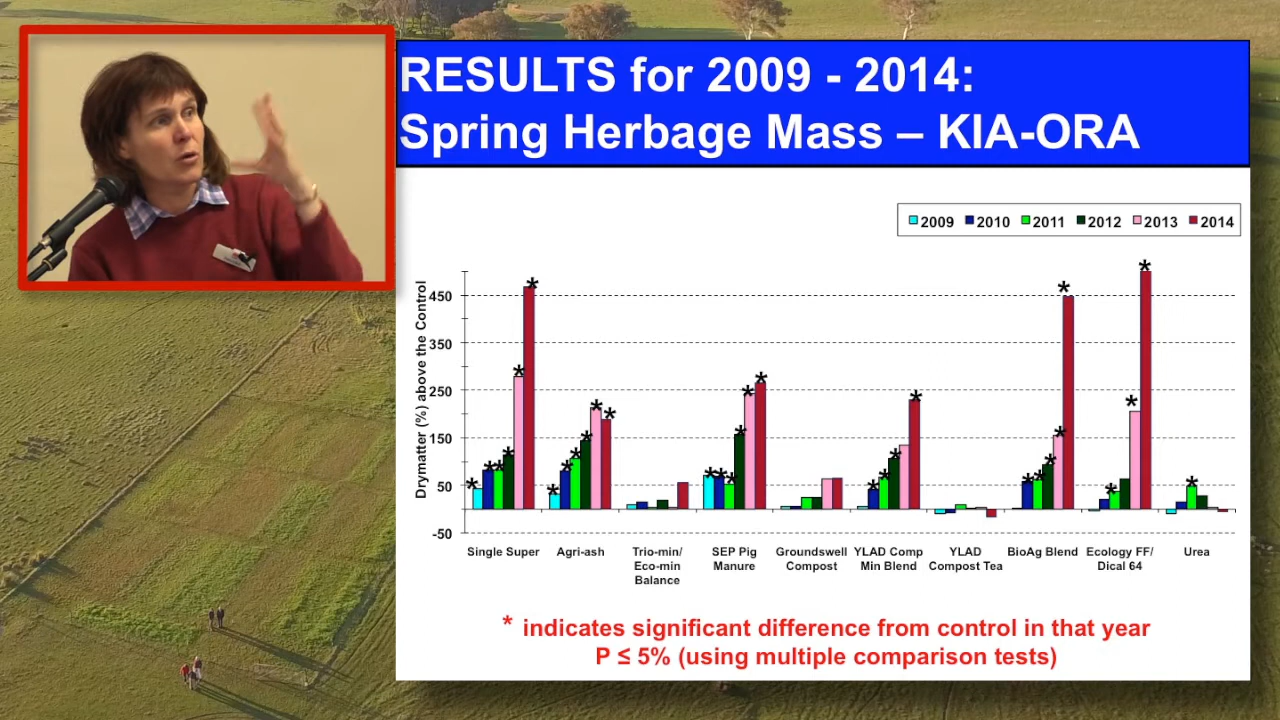 RESULTS for 2009 - 2014:
Spring Herbage Mass – KIA-ORA
2009 2010 2011 2012 2013 2014
Drymatter (%) above the Control
450
350
250
150
50
-50
Single Super
Agri-ash
Trio-min/
Eco-min
Balance
SEP Pig
Manure
Groundswell
Compost
YLAD Comp
Min Blend
YLAD
Compost Tea
BioAg Blend
Ecology FF/
Dical 64
Urea
* indicates significant difference from control in that year
P ≤ 5% (using multiple comparison tests)